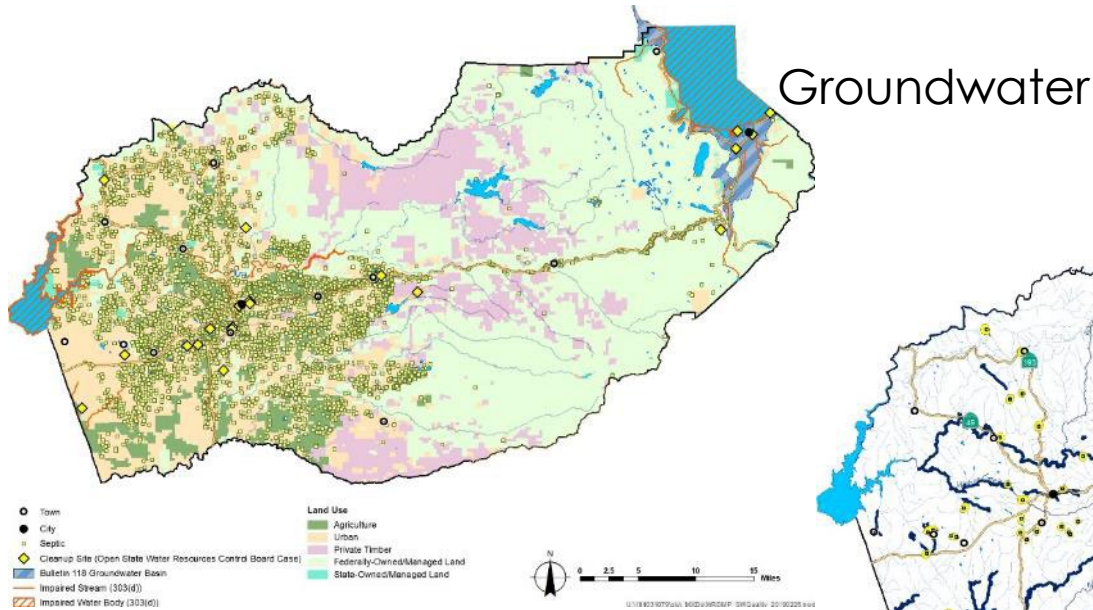 Groundwater
193
49
Town
City
Septic
Cleanup Site (Open State Water Resources Control Board Case)
Bulletin 118 Groundwater Basin
Impaired Stream (303(d))
Impaired Water Body (303(d))
Land Use
Agriculture
Urban
Private Timber
Federally-Owned/Managed Land
State-Owned/Managed Land
N
0 2.5 5 10 15
Miles